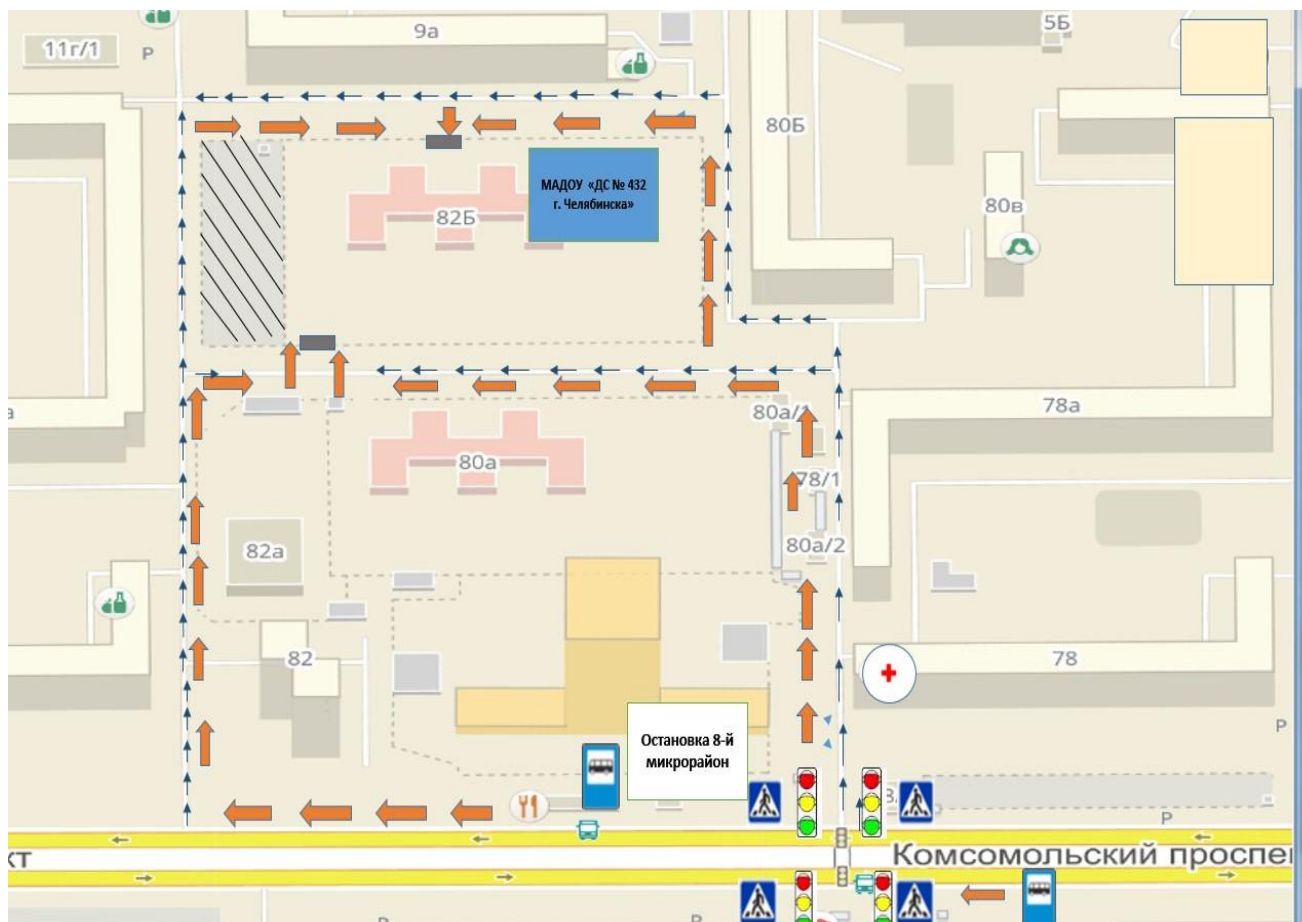 5Б
9а
11г/1
P
80Б
МАДОУ «ДС № 432
г. Челябинска»
82Б
80в
80а/1
78а
80а
78/1
82а
80а/2
82
78
Остановка 8-й
микрорайон
P
P
кт
Комсомольский проспе